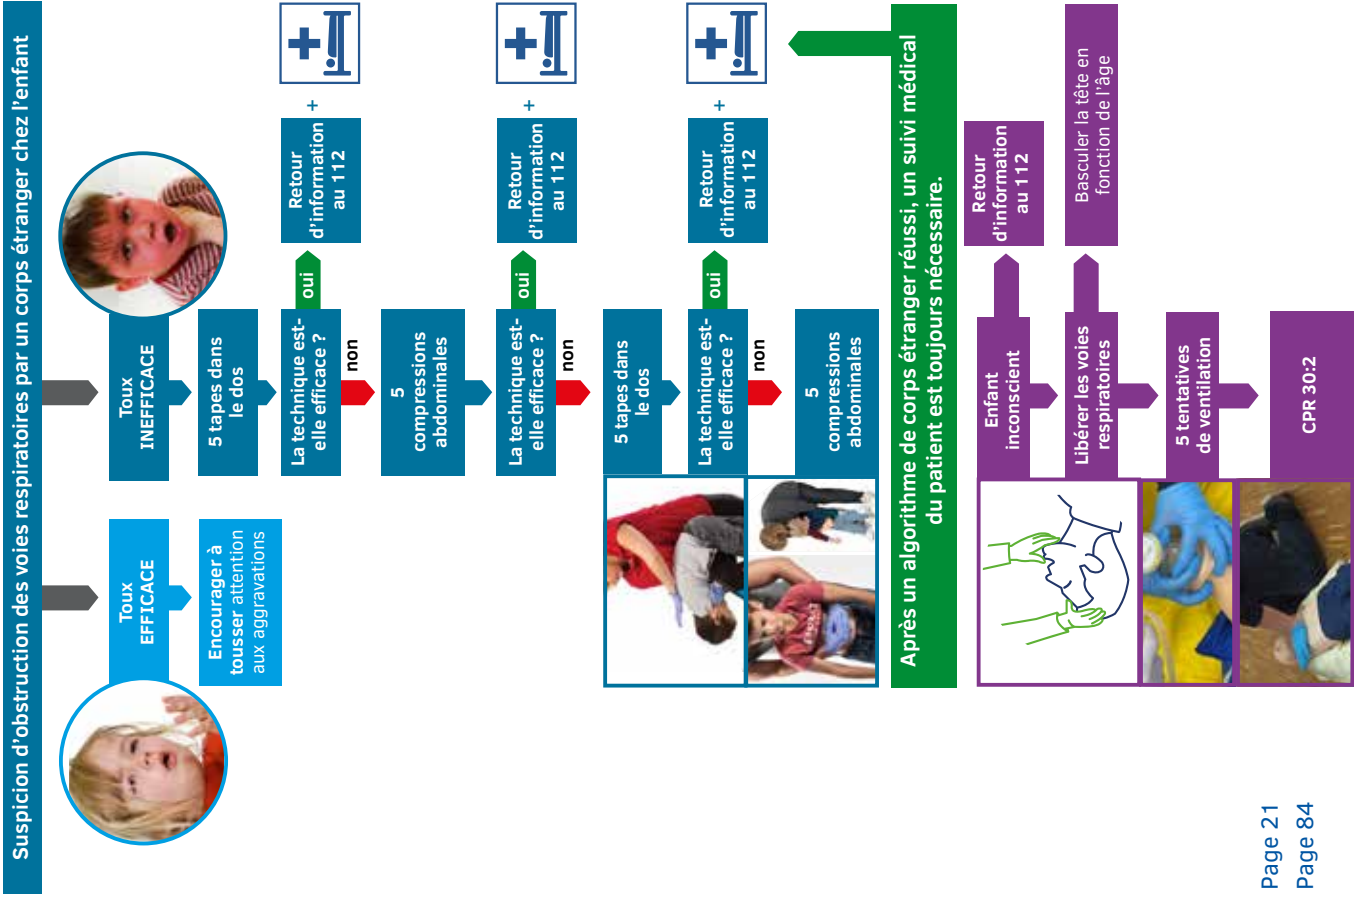 Suspicion d'obstruction des voies respiratoires par un corps étranger chez l'enfant
Toux
EFFICACE
Encourager à
tousser attention
aux aggravations
Toux
INEFFICACE
5 tapes dans
le dos
La technique est-
elle efficace ?
oui
Retour
d'information
au 112
+
non
5
compressions
abdominales
La technique est-
elle efficace ?
oui
Retour
d'information
au 112
+
non
5 tapes dans
le dos
La technique est-
elle efficace ?
oui
Retour
d'information
au 112
+
non
5
compressions
abdominales
Après un algorithme de corps étranger réussi, un suivi médical
du patient est toujours nécessaire.
Enfant
inconscient
Retour
d'information
au 112
Libérer les voies
respiratoires
Basculer la tête en
fonction de l'âge
5 tentatives
de ventilation
CPR 30:2
Page 21
Page 84